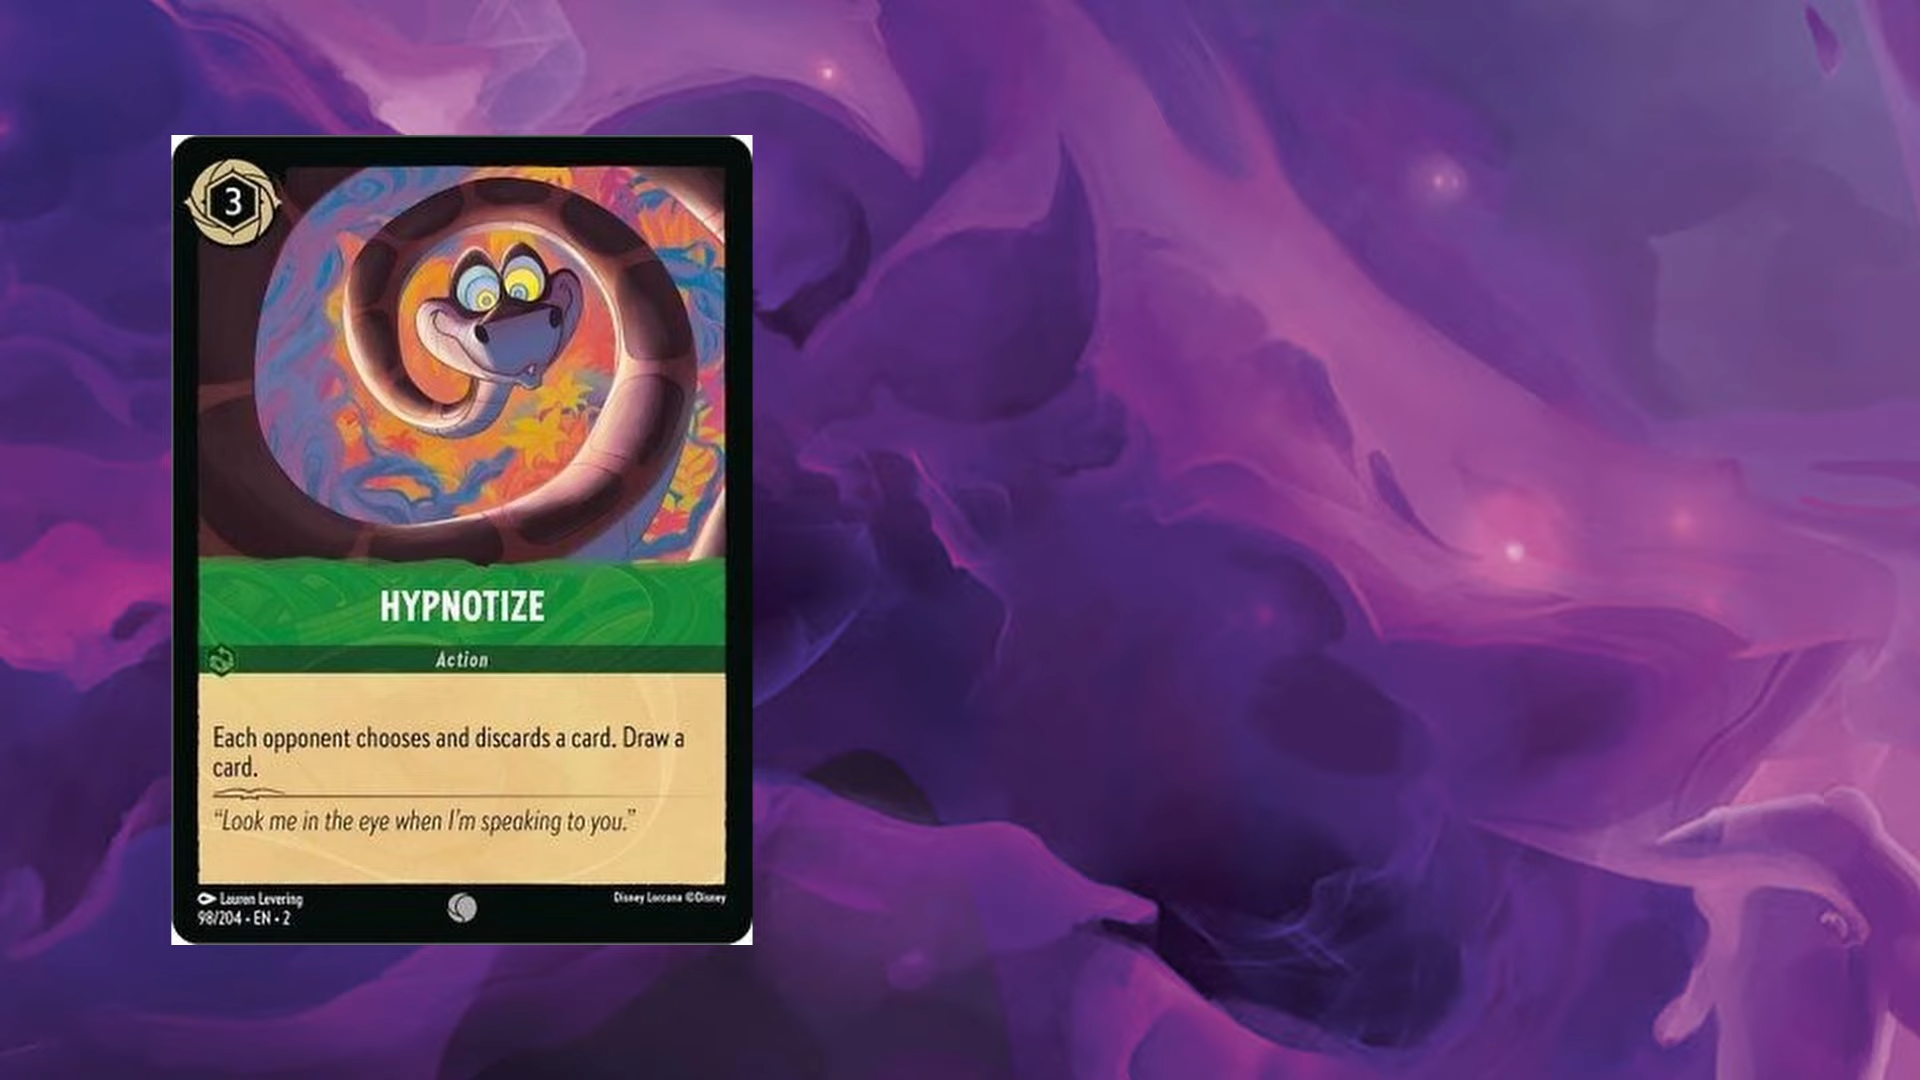 3
HYPNOTIZE
Action
Each opponent chooses and discards a card. Draw a
card.
“Look me in the eye when I’m speaking to you.”
Lauren Levering
Disney Lorcana ©Disney
98/204 • EN • 2